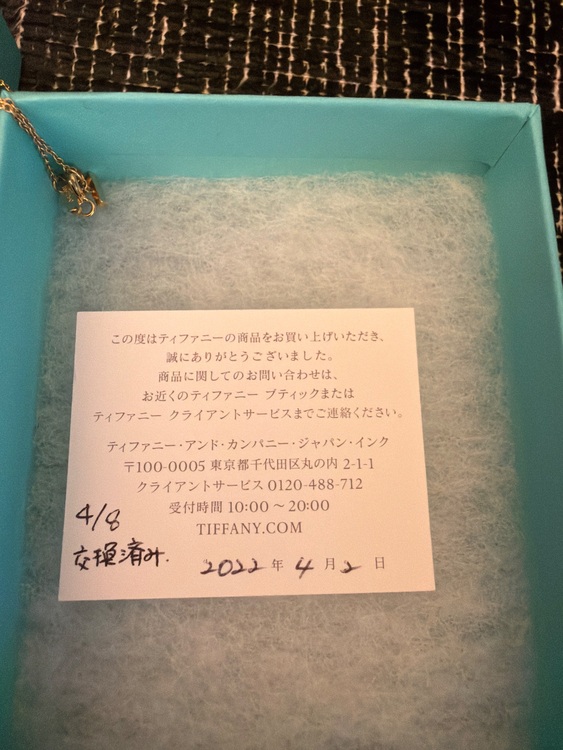 この度はティファニーの商品をお買い上げいただき、
誠にありがとうございました。
商品に関してのお問い合わせは、
お近くのティファニー ブティックまたは
ティファニー クライアントサービスまでご連絡ください。
ティファニー・アンド・カンパニー・ジャパン・インク
〒100-0005 東京都千代田区丸の内 2-1-1
クライアントサービス 0120-488-712
受付時間 10:00 〜 20:00
TIFFANY.COM
4/8
交換済み.
2022 年 4 月 2 日